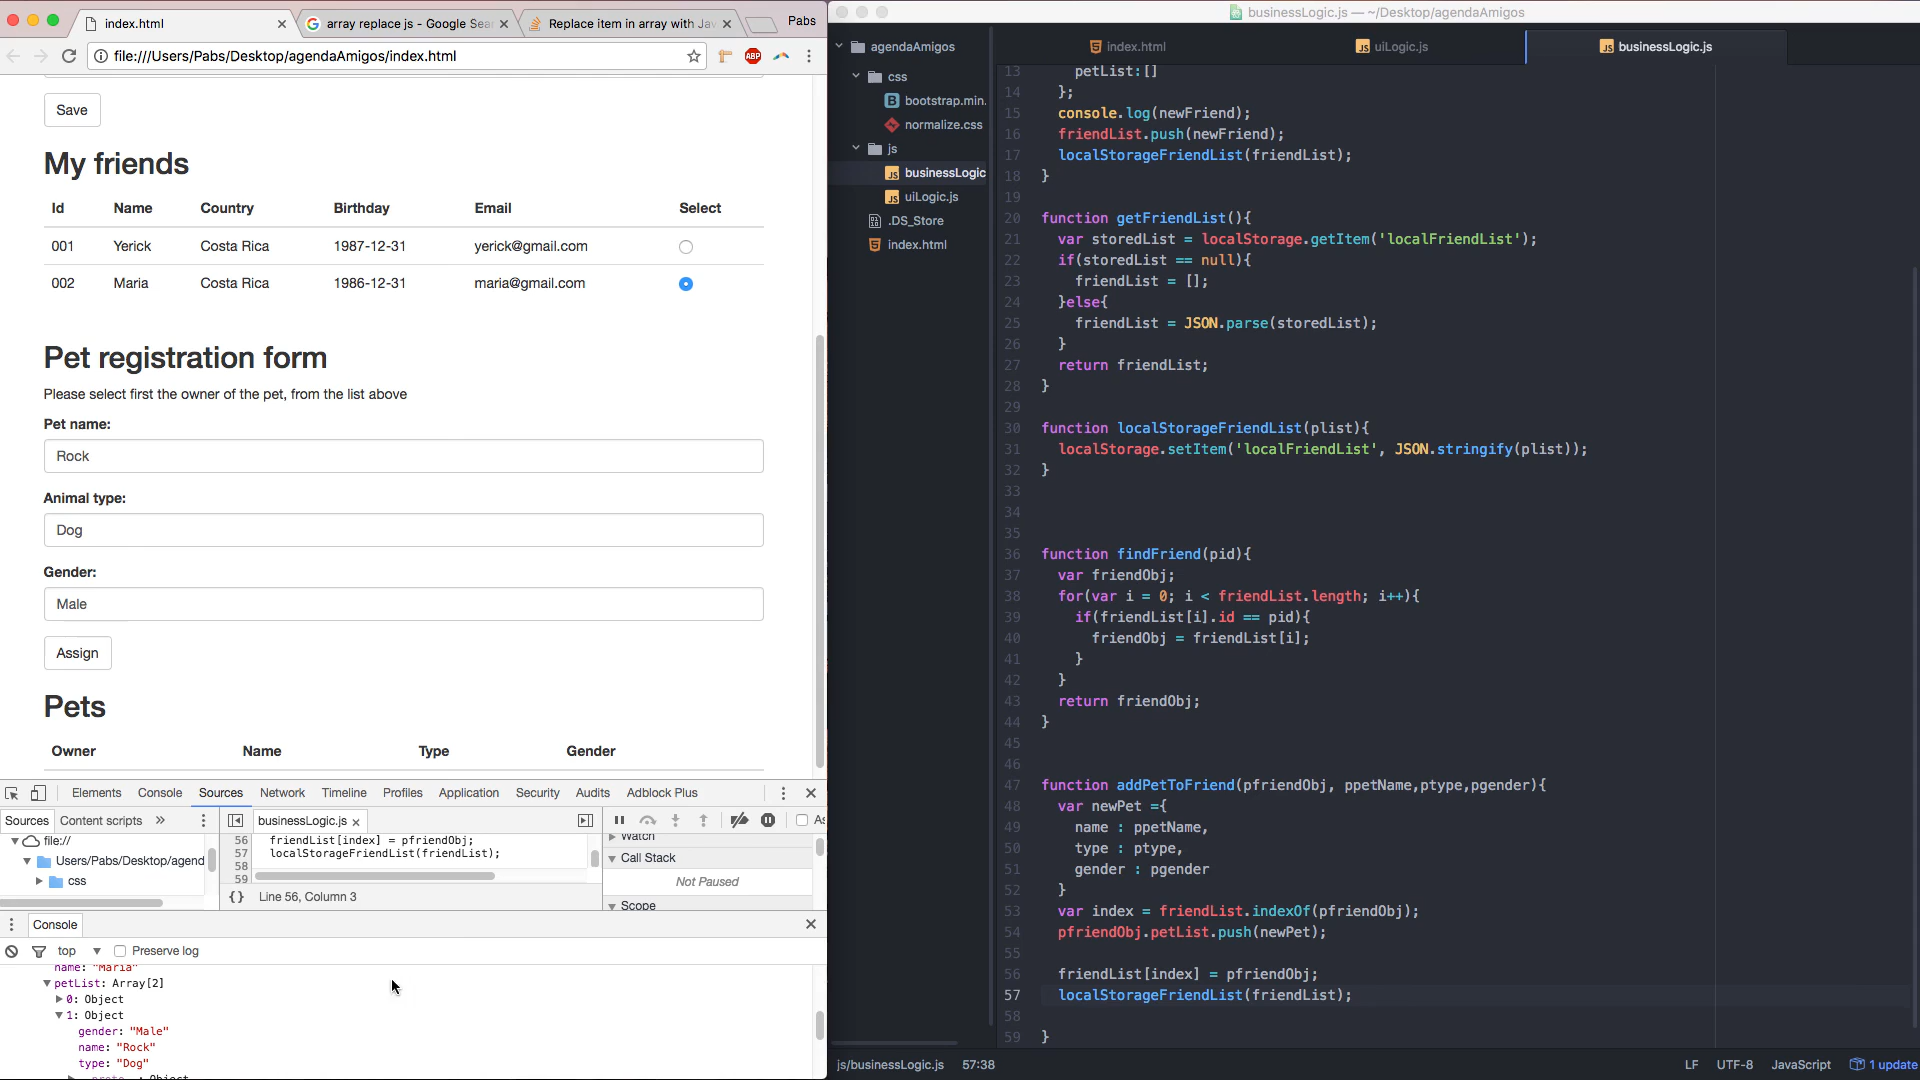 index.html
array replace js - Google Sea
Replace item in array with Jav
Pabs
file:///Users/Pabs/Desktop/agendaAmigos/index.html
ABP
Save
My friends
Id Name Country Birthday Email Select
001 Yerick Costa Rica 1987-12-31 yerick@gmail.com
002 Maria Costa Rica 1986-12-31 maria@gmail.com
Pet registration form
Please select first the owner of the pet, from the list above
Pet name:
Rock
Animal type:
Dog
Gender:
Male
Assign
Pets
Owner Name Type Gender
Elements Console Sources Network Timeline Profiles Application Security Audits Adblock Plus
Sources Content scripts »
businessLogic.js
As
file://
Users/Pabs/Desktop/agend
css
56 friendList[index] = pfriendObj;
57 localStorageFriendList(friendList);
58
59
{} Line 56, Column 3
Watch
Call Stack
Not Paused
Scope
Console
top Preserve log
name: "Maria"
petList: Array[2]
0: Object
1: Object
gender: "Male"
name: "Rock"
type: "Dog"
businessLogic.js — ~/Desktop/agendaAmigos
agendaAmigos
css
bootstrap.min.
normalize.css
js
businessLogic
uiLogic.js
.DS_Store
index.html
index.html
uiLogic.js
businessLogic.js
13 petList:[]
14 };
15 console.log(newFriend);
16 friendList.push(newFriend);
17 localStorageFriendList(friendList);
18 }
19
20 function getFriendList(){
21 var storedList = localStorage.getItem('localFriendList');
22 if(storedList == null){
23 friendList = [];
24 }else{
25 friendList = JSON.parse(storedList);
26 }
27 return friendList;
28 }
29
30 function localStorageFriendList(plist){
31 localStorage.setItem('localFriendList', JSON.stringify(plist));
32 }
33
34
35
36 function findFriend(pid){
37 var friendObj;
38 for(var i = 0; i < friendList.length; i++){
39 if(friendList[i].id == pid){
40 friendObj = friendList[i];
41 }
42 }
43 return friendObj;
44 }
45
46
47 function addPetToFriend(pfriendObj, ppetName,ptype,pgender){
48 var newPet ={
49 name : ppetName,
50 type : ptype,
51 gender : pgender
52 }
53 var index = friendList.indexOf(pfriendObj);
54 pfriendObj.petList.push(newPet);
55
56 friendList[index] = pfriendObj;
57 localStorageFriendList(friendList);
58
59 }
js/businessLogic.js 57:38
LF UTF-8 JavaScript 1 update